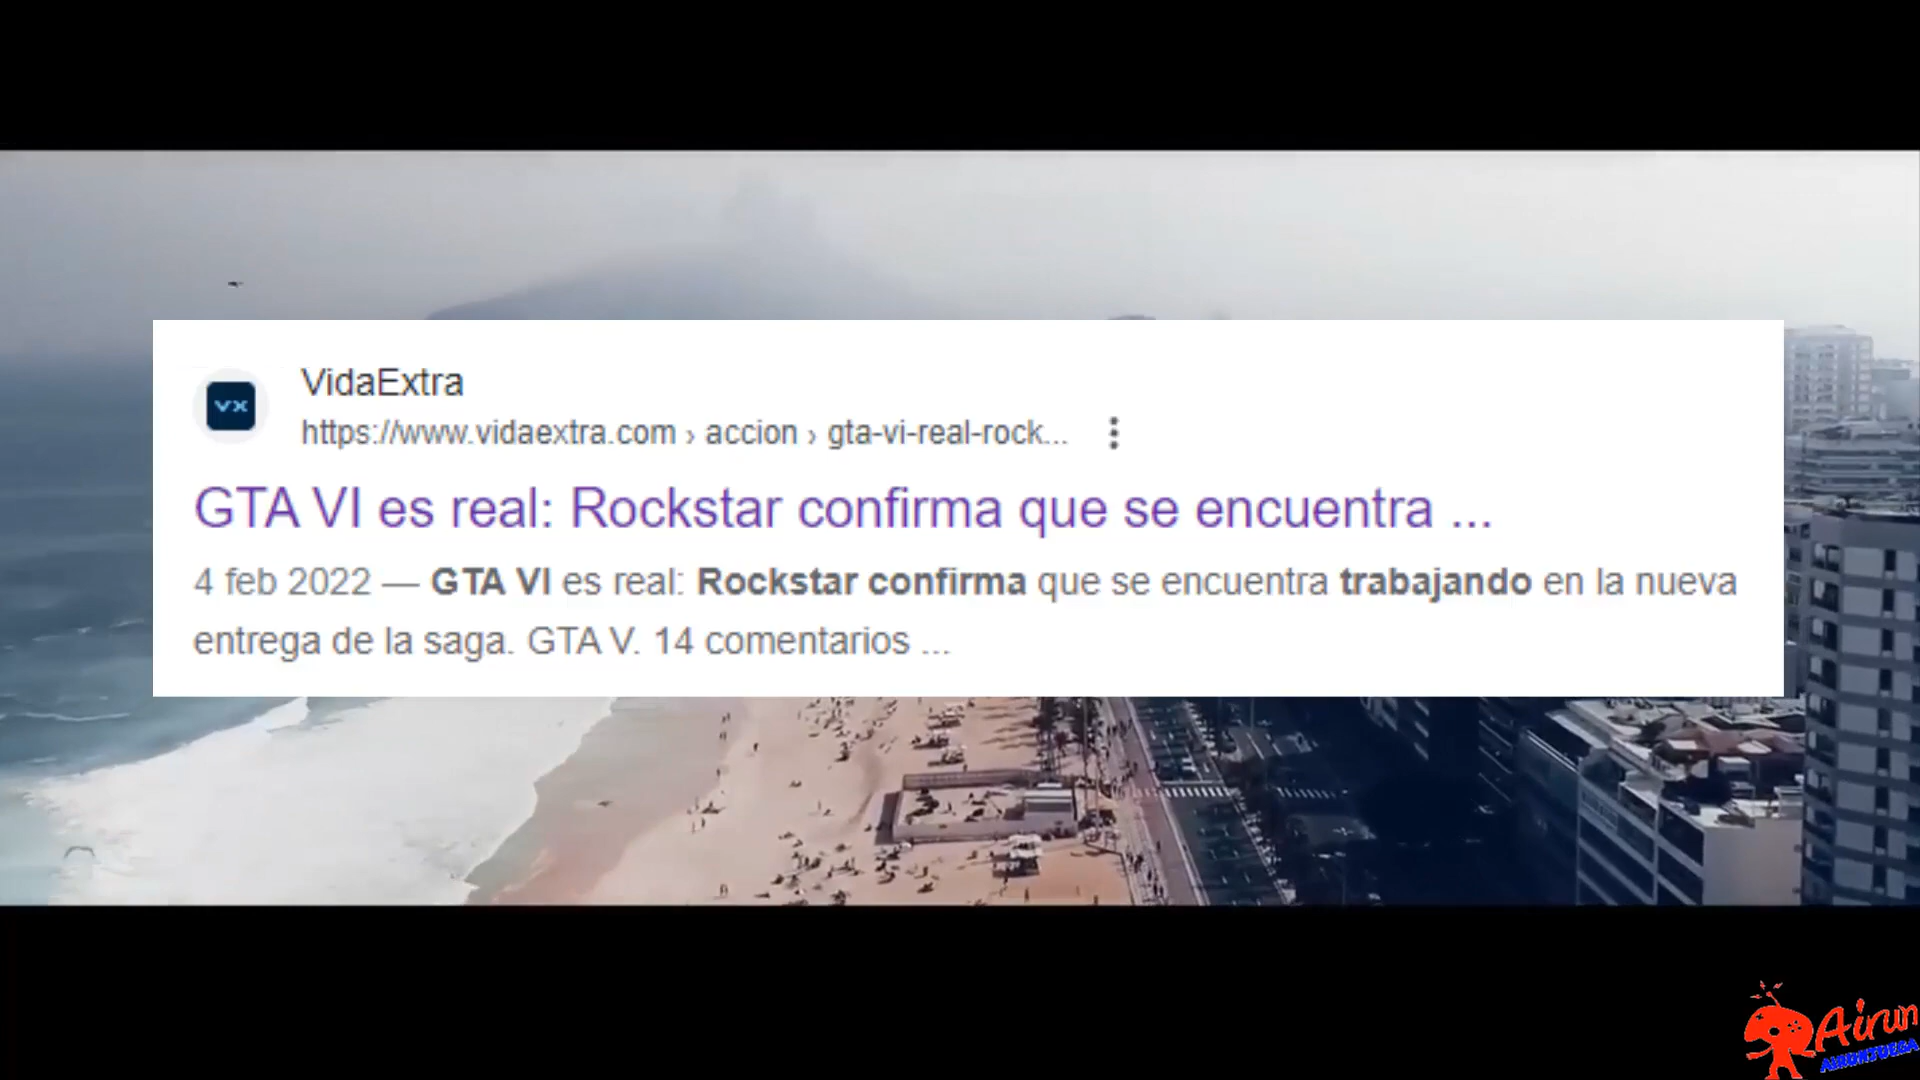 VX
VidaExtra
https://www.vidaextra.com › accion › gta-vi-real-rock...
GTA VI es real: Rockstar confirma que se encuentra ...
4 feb 2022 — GTA VI es real: Rockstar confirma que se encuentra trabajando en la nueva
entrega de la saga. GTA V. 14 comentarios ...
Airun
AIRUNJUEGA